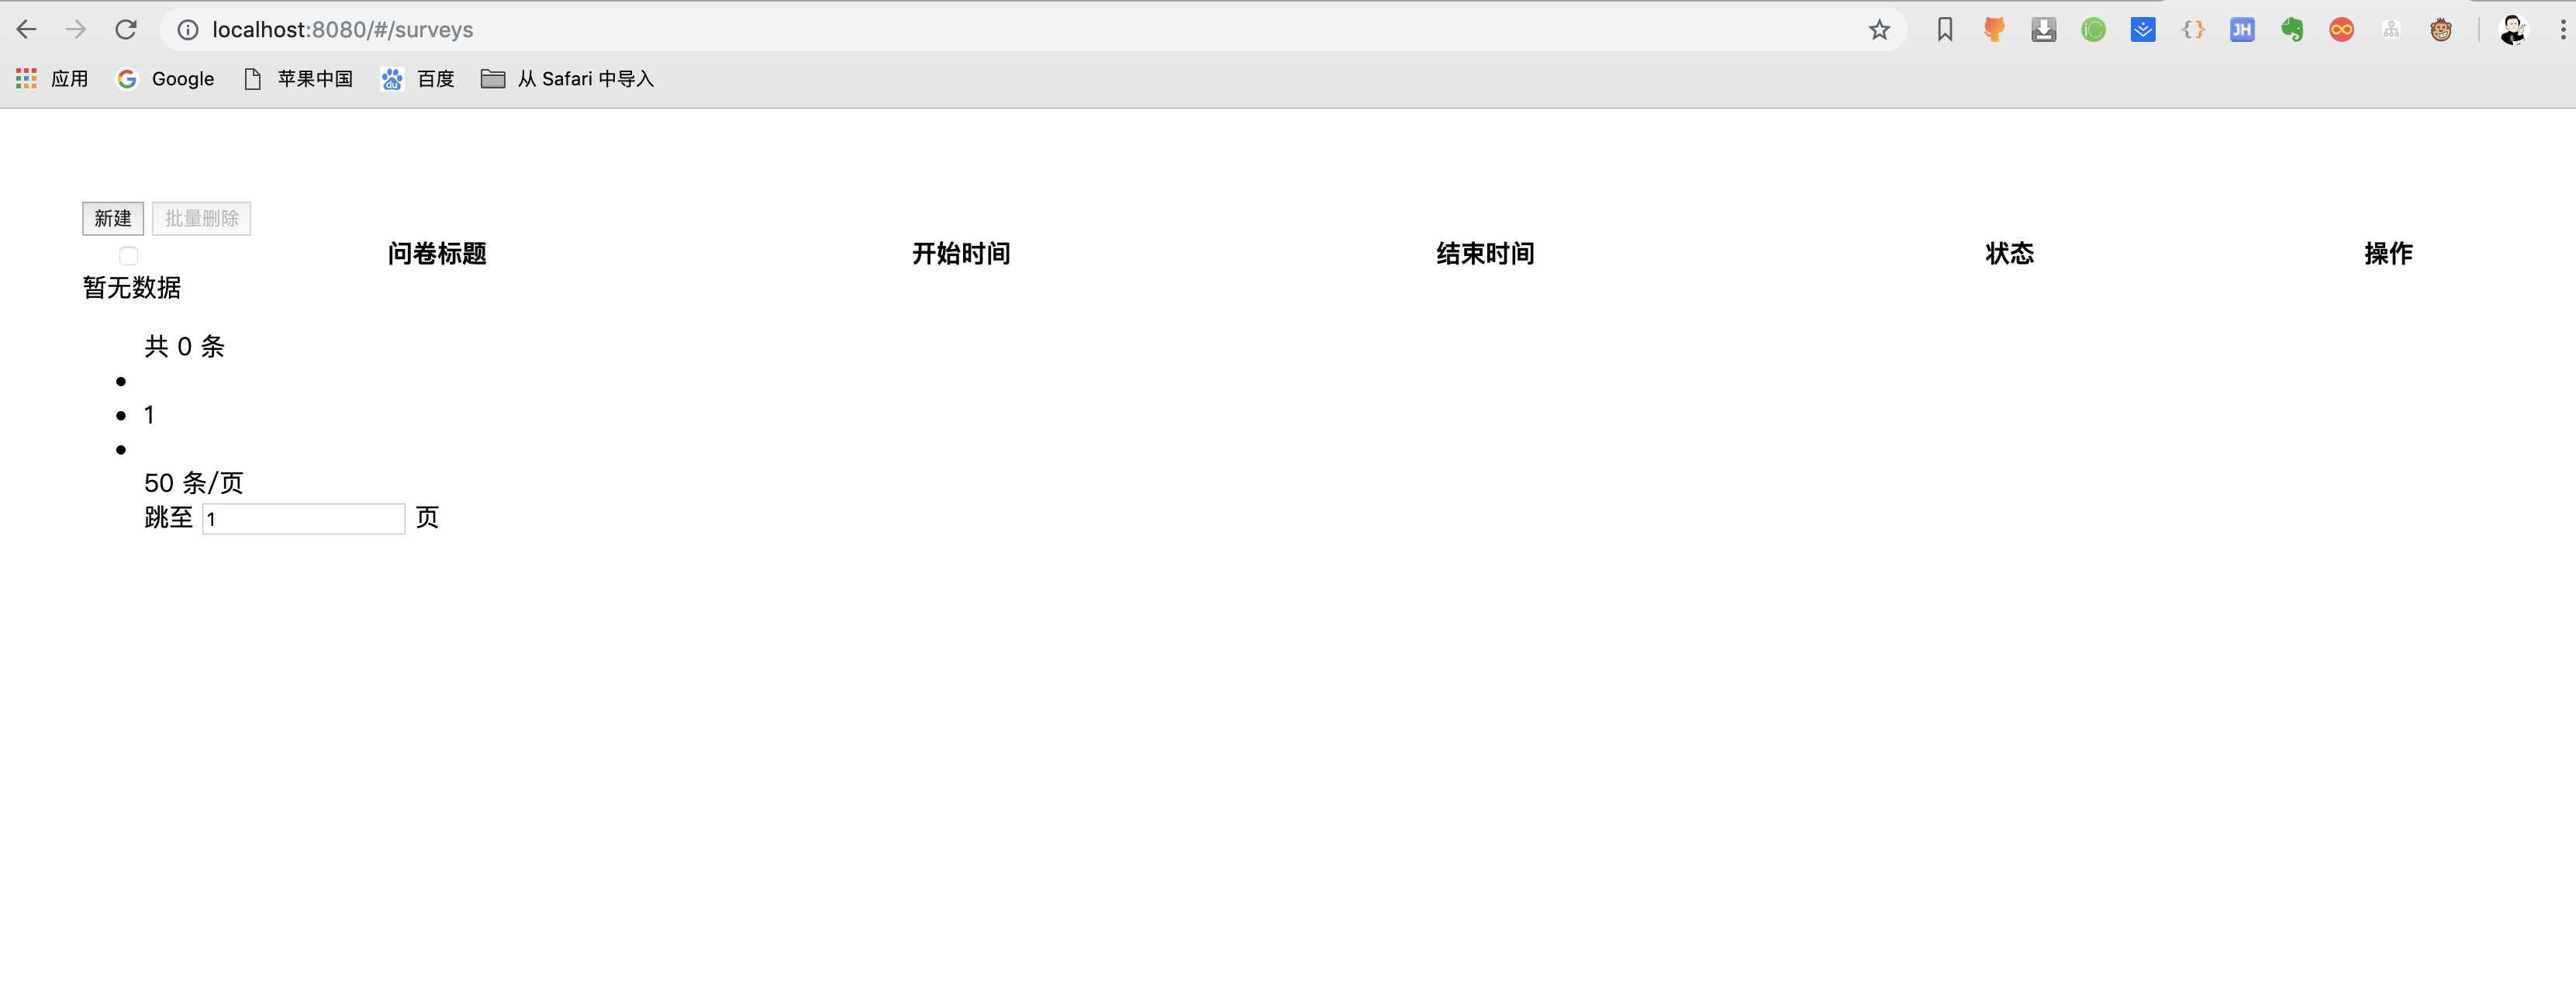 localhost:8080/#/surveys
应用 Google 苹果中国 百度 从 Safari 中导入
新建 批量删除
问卷标题 开始时间 结束时间 状态 操作
暂无数据
共 0 条
1
50 条/页
跳至 1 页